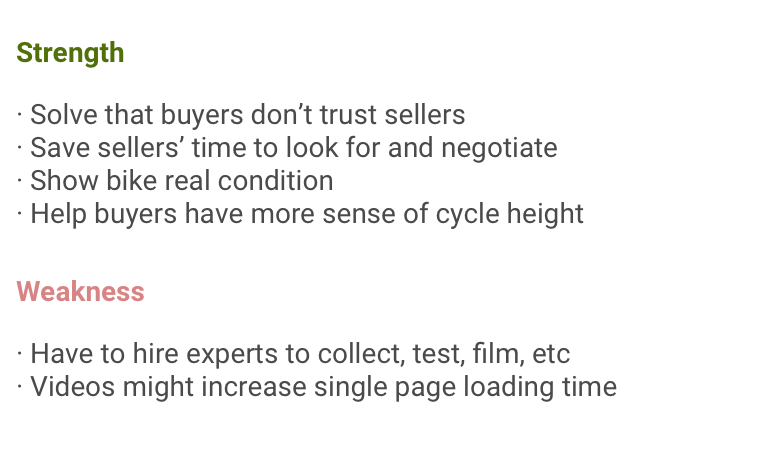 Strength
· Solve that buyers don’t trust sellers
· Save sellers’ time to look for and negotiate
· Show bike real condition
· Help buyers have more sense of cycle height
Weakness
· Have to hire experts to collect, test, film, etc
· Videos might increase single page loading time